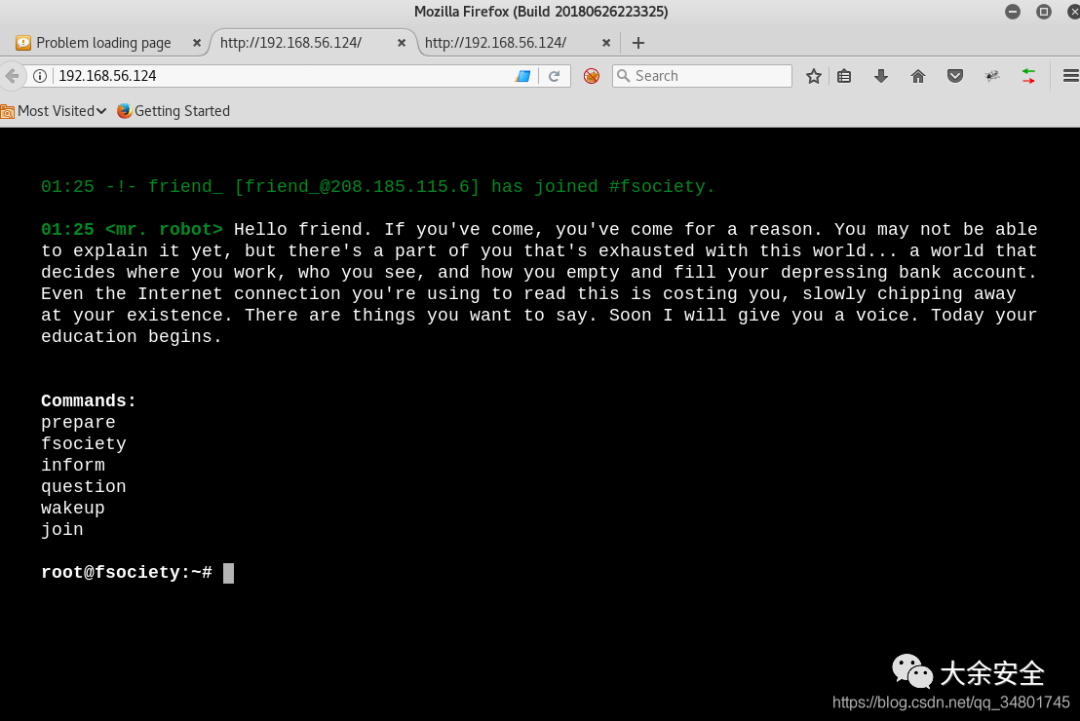 Mozilla Firefox (Build 20180626223325)
Problem loading page × http://192.168.56.124/ × http://192.168.56.124/ × +
192.168.56.124 Search
Most Visited Getting Started
01:25 -!- friend_ [friend_@208.185.115.6] has joined #fsociety.
01:25 <mr. robot> Hello friend. If you've come, you've come for a reason. You may not be able
to explain it yet, but there's a part of you that's exhausted with this world... a world that
decides where you work, who you see, and how you empty and fill your depressing bank account.
Even the Internet connection you're using to read this is costing you, slowly chipping away
at your existence. There are things you want to say. Soon I will give you a voice. Today your
education begins.
Commands:
prepare
fsociety
inform
question
wakeup
join
root@fsociety:~#
大余安全
https://blog.csdn.net/qq_34801745